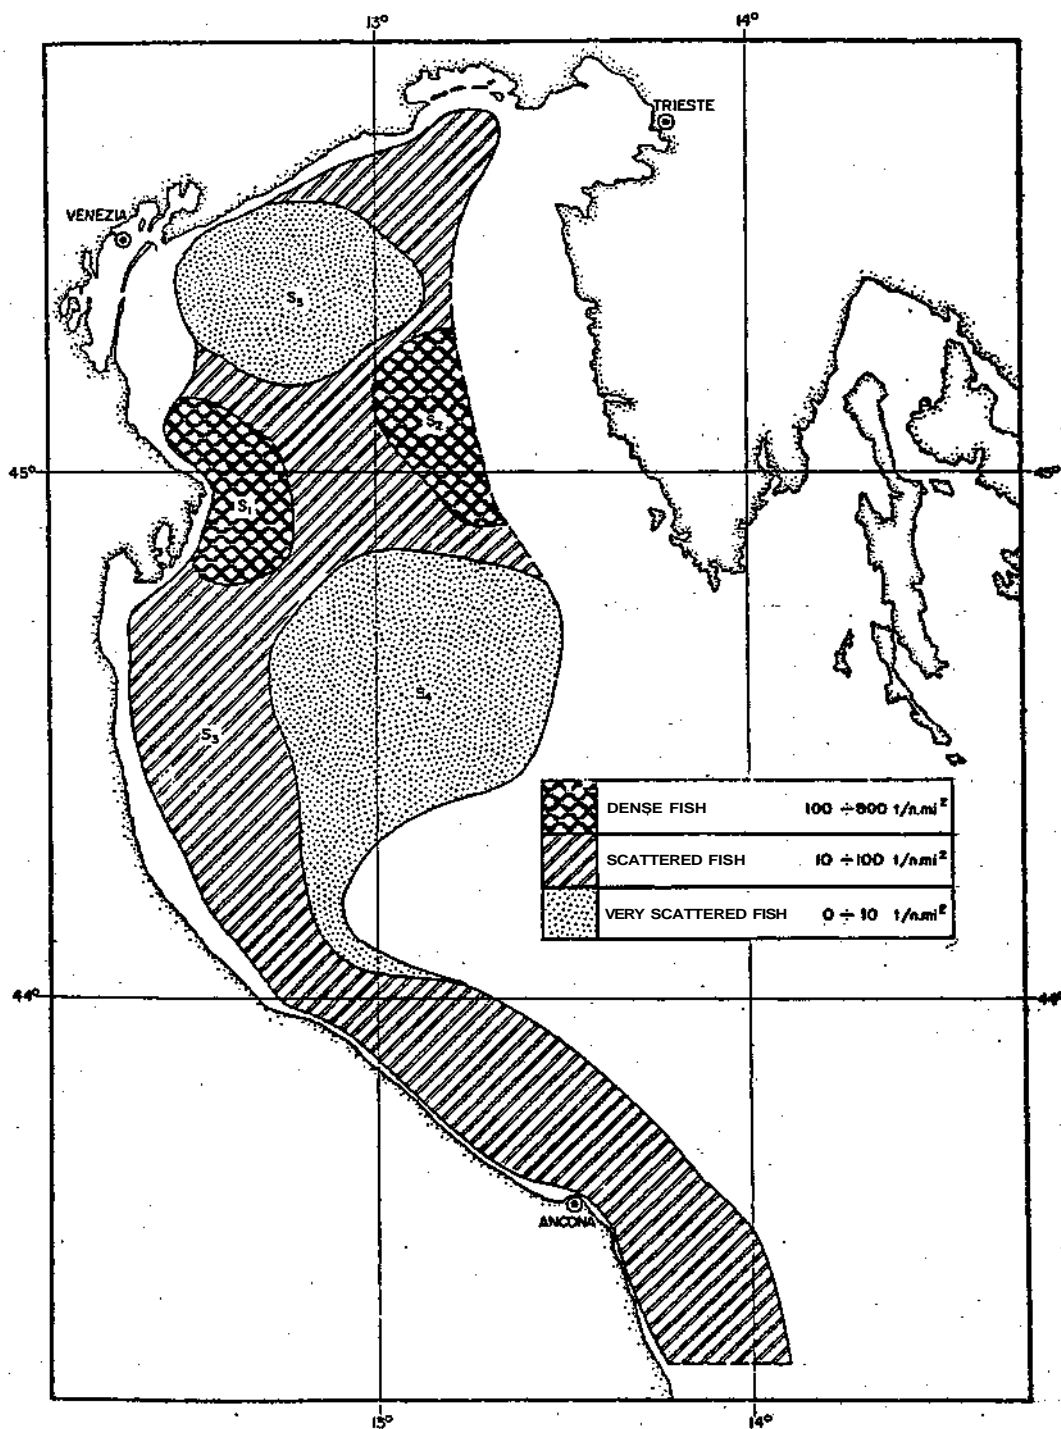 13° 14°
TRIESTE
VENEZIA
S₅
S₂
45° 45°
S₁
S₄
S₃
DENSE FISH 100 ÷ 800 t/n.mi²
SCATTERED FISH 10 ÷ 100 t/n.mi²
VERY SCATTERED FISH 0 ÷ 10 t/n.mi²
44° 44°
ANCONA
13° 14°